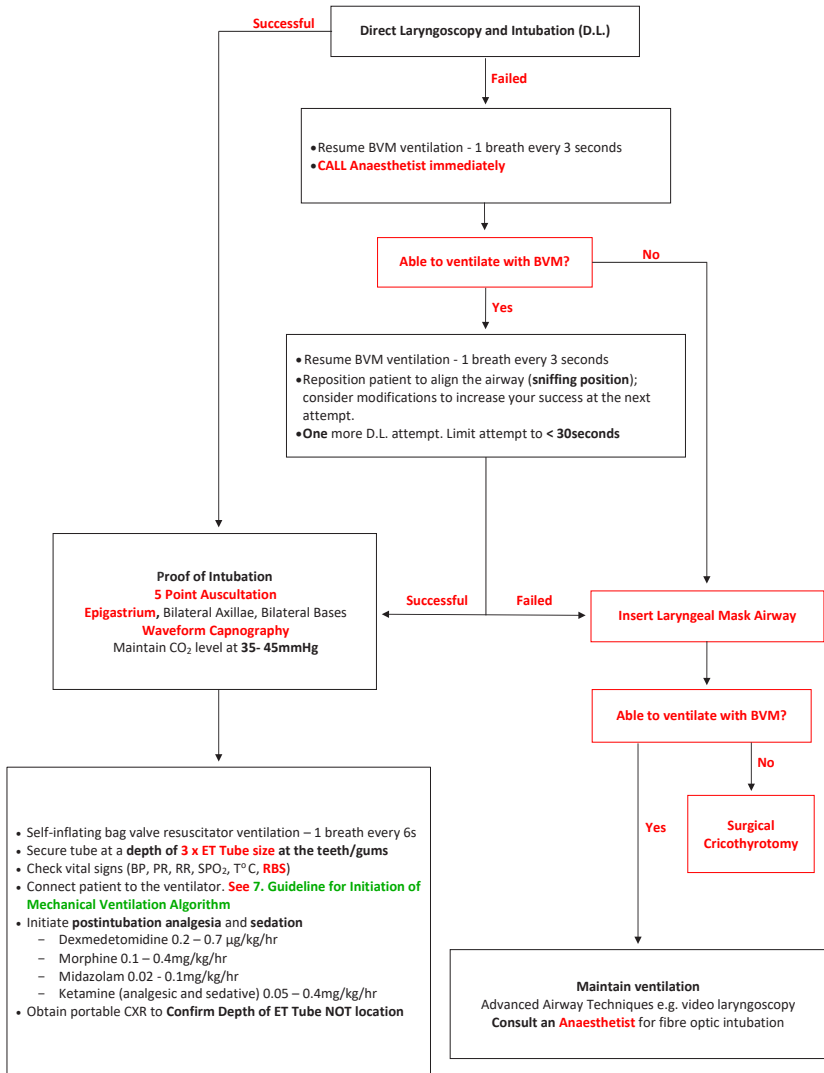 Successful
Direct Laryngoscopy and Intubation (D.L.)
Failed
•Resume BVM ventilation - 1 breath every 3 seconds
•CALL Anaesthetist immediately
Able to ventilate with BVM?
No
Yes
•Resume BVM ventilation - 1 breath every 3 seconds
•Reposition patient to align the airway (sniffing position);
consider modifications to increase your success at the next
attempt.
•One more D.L. attempt. Limit attempt to < 30seconds
Proof of Intubation
5 Point Auscultation
Epigastrium, Bilateral Axillae, Bilateral Bases
Waveform Capnography
Maintain CO₂ level at 35- 45mmHg
Successful
Failed
Insert Laryngeal Mask Airway
Able to ventilate with BVM?
No
Yes
Surgical
Cricothyrotomy
• Self-inflating bag valve resuscitator ventilation – 1 breath every 6s
• Secure tube at a depth of 3 x ET Tube size at the teeth/gums
• Check vital signs (BP, PR, RR, SPO₂, T° C, RBS)
• Connect patient to the ventilator. See 7. Guideline for Initiation of
Mechanical Ventilation Algorithm
• Initiate postintubation analgesia and sedation
− Dexmedetomidine 0.2 – 0.7 µg/kg/hr
− Morphine 0.1 – 0.4mg/kg/hr
− Midazolam 0.02 - 0.1mg/kg/hr
− Ketamine (analgesic and sedative) 0.05 – 0.4mg/kg/hr
• Obtain portable CXR to Confirm Depth of ET Tube NOT location
Maintain ventilation
Advanced Airway Techniques e.g. video laryngoscopy
Consult an Anaesthetist for fibre optic intubation